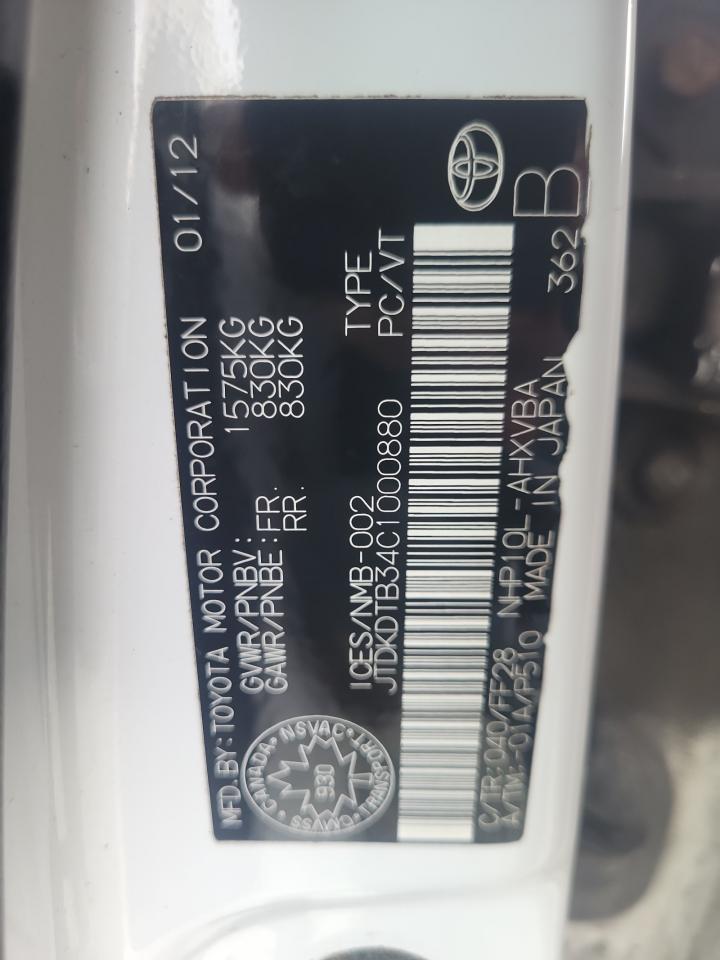 MFD.BY:TOYOTA MOTOR CORPORATION 01/12
GVWR/PNBV: 1575KG
GAWR/PNBE: FR. 830KG
RR. 830KG
ICES/NMB-002 TYPE
JTDKDTB34C1000880 PC/VT
CANADA • NSVAC • TRANSPORT • CMVSS •
930
C/TR:040/FF28 NHP10L-AHXVBA 362
A/TM:-01A/P510 MADE IN JAPAN
B